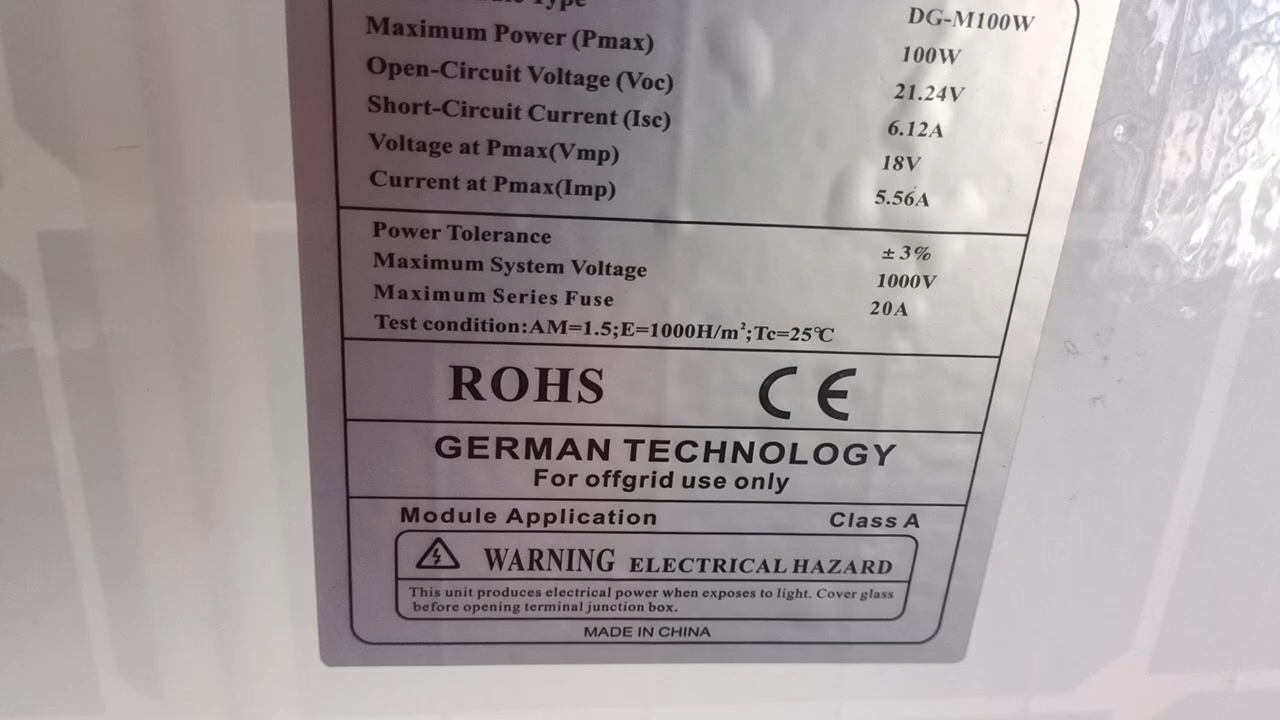 Type DG-M100W
Maximum Power (Pmax) 100W
Open-Circuit Voltage (Voc) 21.24V
Short-Circuit Current (Isc) 6.12A
Voltage at Pmax(Vmp) 18V
Current at Pmax(Imp) 5.56A
Power Tolerance ±3%
Maximum System Voltage 1000V
Maximum Series Fuse 20A
Test condition:AM=1.5;E=1000H/m²;Tc=25℃
ROHS CE
GERMAN TECHNOLOGY
For offgrid use only
Module Application Class A
WARNING ELECTRICAL HAZARD
This unit produces electrical power when exposes to light. Cover glass
before opening terminal junction box.
MADE IN CHINA